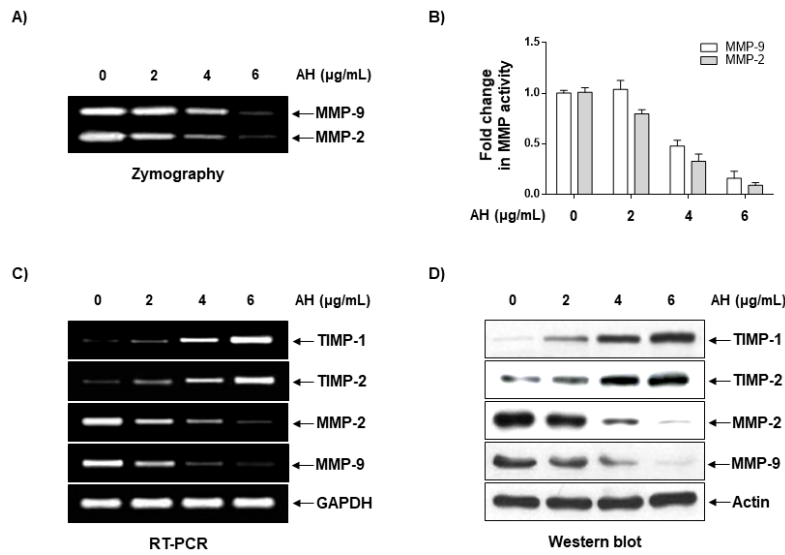 A)
0 2 4 6 AH (µg/mL)
MMP-9
MMP-2
Zymography
B)
Fold change
in MMP activity
1.5
1.0
0.5
0.0
MMP-9
MMP-2
AH (µg/mL) 0 2 4 6
C)
0 2 4 6 AH (µg/mL)
TIMP-1
TIMP-2
MMP-2
MMP-9
GAPDH
RT-PCR
D)
0 2 4 6 AH (µg/mL)
TIMP-1
TIMP-2
MMP-2
MMP-9
Actin
Western blot